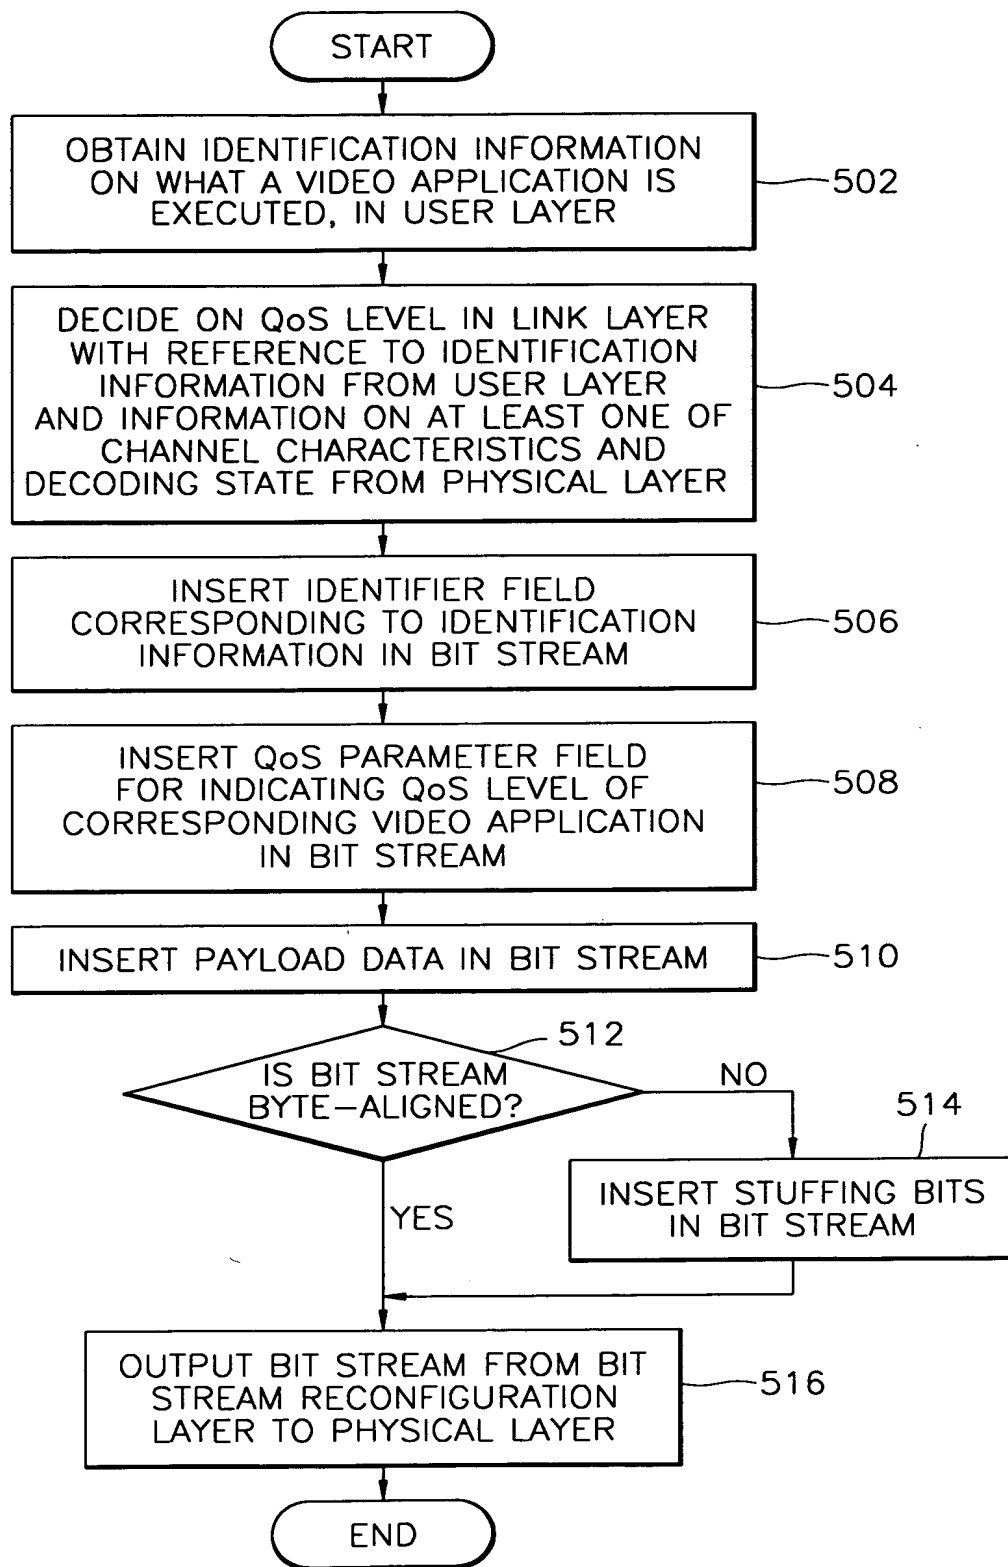 START
OBTAIN IDENTIFICATION INFORMATION
ON WHAT A VIDEO APPLICATION IS
EXECUTED, IN USER LAYER
502
DECIDE ON QoS LEVEL IN LINK LAYER
WITH REFERENCE TO IDENTIFICATION
INFORMATION FROM USER LAYER
AND INFORMATION ON AT LEAST ONE OF
CHANNEL CHARACTERISTICS AND
DECODING STATE FROM PHYSICAL LAYER
504
INSERT IDENTIFIER FIELD
CORRESPONDING TO IDENTIFICATION
INFORMATION IN BIT STREAM
506
INSERT QoS PARAMETER FIELD
FOR INDICATING QoS LEVEL OF
CORRESPONDING VIDEO APPLICATION
IN BIT STREAM
508
INSERT PAYLOAD DATA IN BIT STREAM
510
512
IS BIT STREAM
BYTE-ALIGNED?
NO
514
INSERT STUFFING BITS
IN BIT STREAM
YES
OUTPUT BIT STREAM FROM BIT
STREAM RECONFIGURATION
LAYER TO PHYSICAL LAYER
516
END